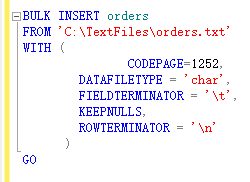 BULK INSERT orders
FROM 'C:\TextFiles\orders.txt'
WITH (
CODEPAGE=1252,
DATAFILETYPE = 'char',
FIELDTERMINATOR = '\t',
KEEPNULLS,
ROWTERMINATOR = '\n'
)
GO